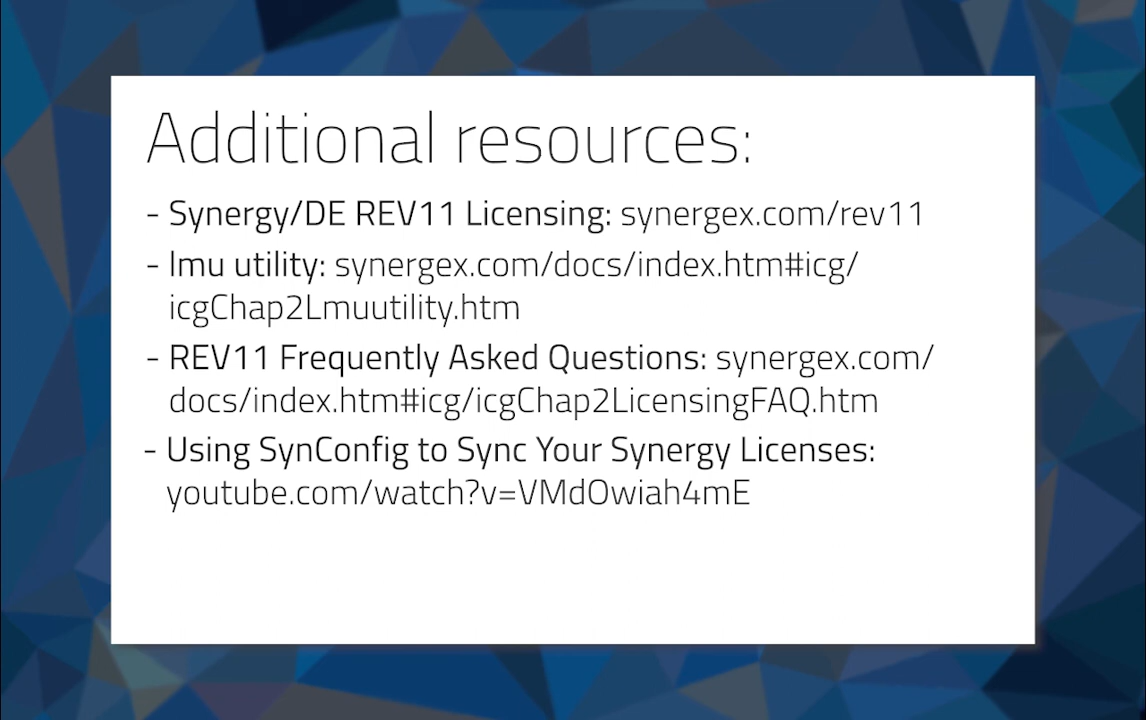 Additional resources:
- Synergy/DE REV11 Licensing: synergex.com/rev11
- lmu utility: synergex.com/docs/index.htm#icg/
icgChap2Lmuutility.htm
- REV11 Frequently Asked Questions: synergex.com/
docs/index.htm#icg/icgChap2LicensingFAQ.htm
- Using SynConfig to Sync Your Synergy Licenses:
youtube.com/watch?v=VMdOwiah4mE